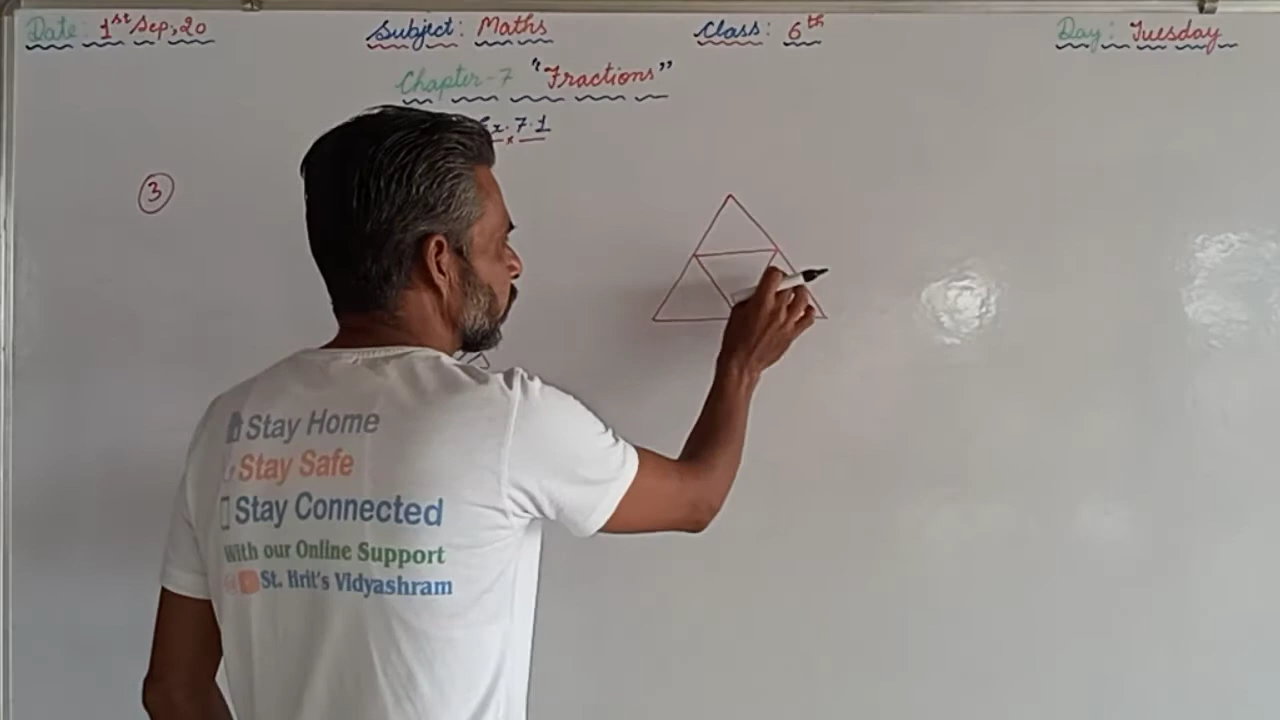 Date: 1st Sep, 20 Subject: Maths Class: 6th Day: Tuesday
Chapter-7 "Fractions"
Ex. 7.1
3
Stay Home
Stay Safe
Stay Connected
With our Online Support
St. Hrit's Vidyashram